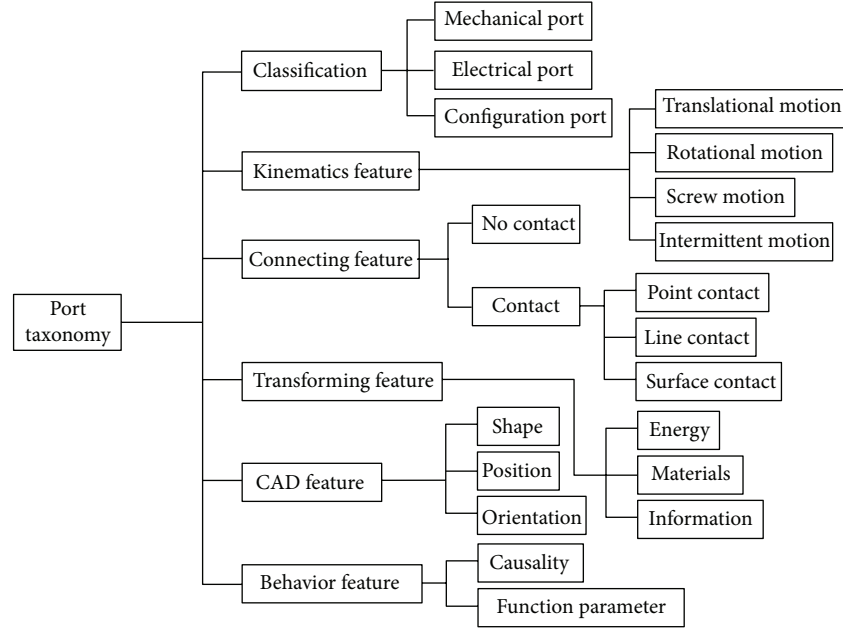 Mechanical port
Classification
Electrical port
Configuration port
Translational motion
Rotational motion
Kinematics feature
Screw motion
Intermittent motion
No contact
Connecting feature
Contact
Point contact
Line contact
Surface contact
Port
taxonomy
Transforming feature
Energy
Materials
Information
Shape
Position
CAD feature
Orientation
Causality
Behavior feature
Function parameter